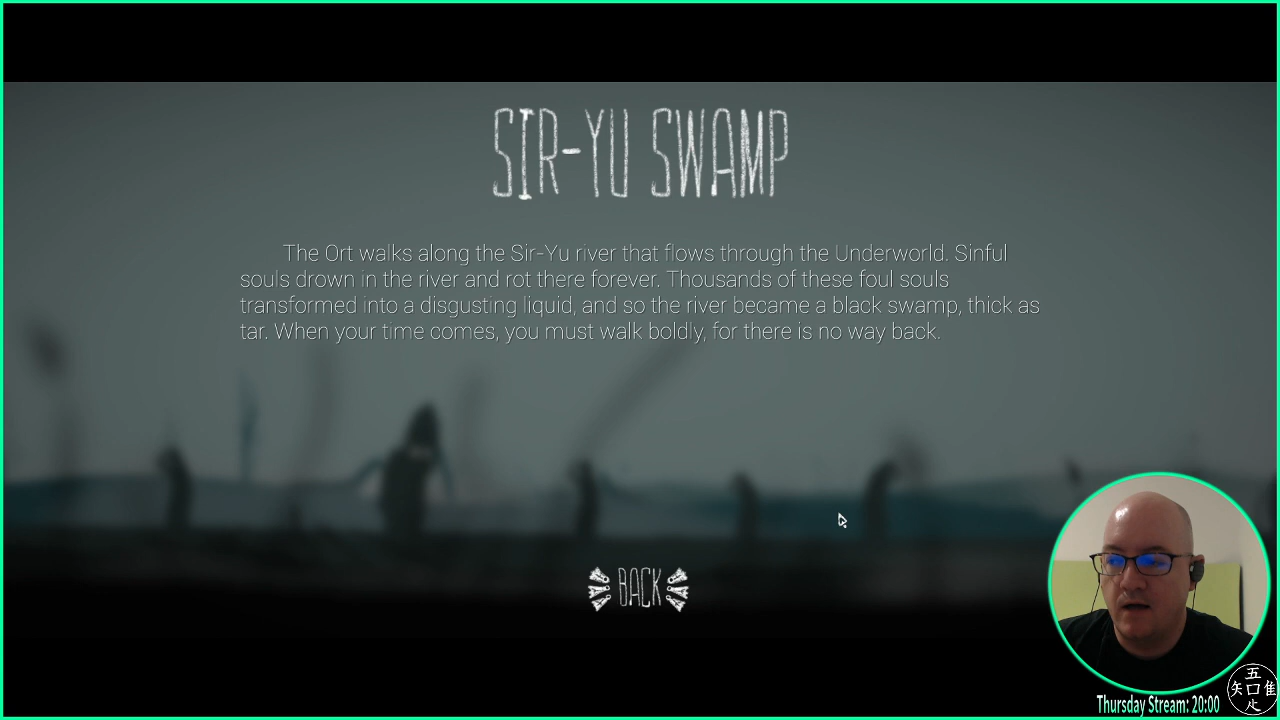 SIR-YU SWAMP
The Ort walks along the Sir-Yu river that flows through the Underworld. Sinful
souls drown in the river and rot there forever. Thousands of these foul souls
transformed into a disgusting liquid, and so the river became a black swamp, thick as
tar. When your time comes, you must walk boldly, for there is no way back.
BACK
Thursday Stream: 20:00
五
矢口隹
止